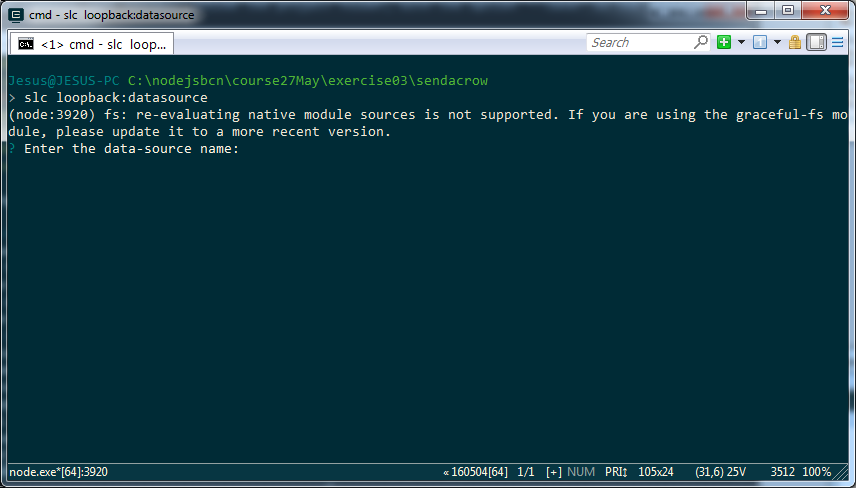 cmd - slc loopback:datasource
<1> cmd - slc loop...
Search
Jesus@JESUS-PC C:\nodejsbcn\course27May\exercise03\sendacrow
> slc loopback:datasource
(node:3920) fs: re-evaluating native module sources is not supported. If you are using the graceful-fs mo
dule, please update it to a more recent version.
? Enter the data-source name:
node.exe*[64]:3920 « 160504[64] 1/1 [+] NUM PRI↕ 105x24 (31,6) 25V 3512 100%